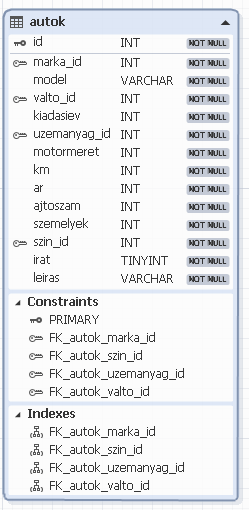 autok
id INT NOT NULL
marka_id INT NOT NULL
model VARCHAR NOT NULL
valto_id INT NOT NULL
kiadasiev INT NOT NULL
uzemanyag_id INT NOT NULL
motormeret INT NOT NULL
km INT NOT NULL
ar INT NOT NULL
ajtoszam INT NOT NULL
szemelyek INT NOT NULL
szin_id INT NOT NULL
irat TINYINT NOT NULL
leiras VARCHAR NOT NULL
Constraints
PRIMARY
FK_autok_marka_id
FK_autok_szin_id
FK_autok_uzemanyag_id
FK_autok_valto_id
Indexes
FK_autok_marka_id
FK_autok_szin_id
FK_autok_uzemanyag_id
FK_autok_valto_id